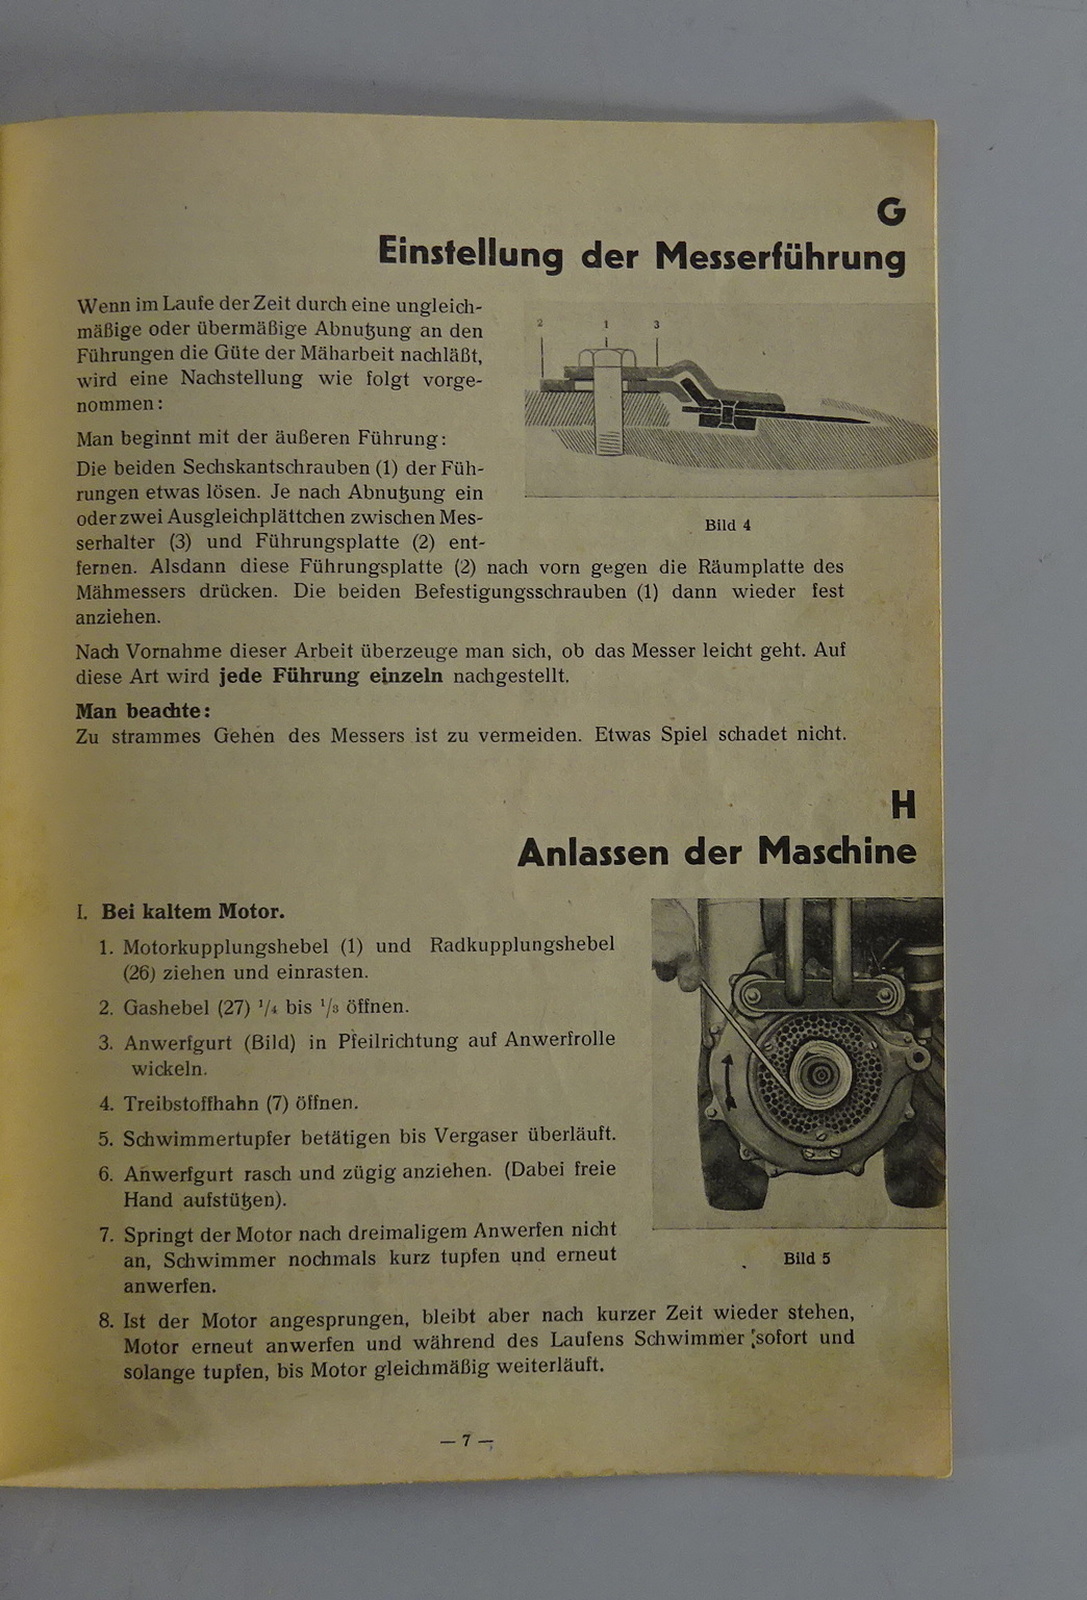 G
Einstellung der Messerführung
Wenn im Laufe der Zeit durch eine ungleich-
mäßige oder übermäßige Abnutzung an den
Führungen die Güte der Mäharbeit nachläßt,
wird eine Nachstellung wie folgt vorge-
nommen:
Man beginnt mit der äußeren Führung:
Die beiden Sechskantschrauben (1) der Füh-
rungen etwas lösen. Je nach Abnutzung ein
oder zwei Ausgleichplättchen zwischen Mes-
serhalter (3) und Führungsplatte (2) ent-
fernen. Alsdann diese Führungsplatte (2) nach vorn gegen die Räumplatte des
Mähmessers drücken. Die beiden Befestigungsschrauben (1) dann wieder fest
anziehen.
2 1 3
Bild 4
Nach Vornahme dieser Arbeit überzeuge man sich, ob das Messer leicht geht. Auf
diese Art wird jede Führung einzeln nachgestellt.
Man beachte:
Zu strammes Gehen des Messers ist zu vermeiden. Etwas Spiel schadet nicht.
H
Anlassen der Maschine
I. Bei kaltem Motor.
1. Motorkupplungshebel (1) und Radkupplungshebel
(26) ziehen und einrasten.
2. Gashebel (27) 1/4 bis 1/3 öffnen.
3. Anwerfgurt (Bild) in Pfeilrichtung auf Anwerfrolle
wickeln.
4. Treibstoffhahn (7) öffnen.
5. Schwimmertupfer betätigen bis Vergaser überläuft.
6. Anwerfgurt rasch und zügig anziehen. (Dabei freie
Hand aufstützen).
7. Springt der Motor nach dreimaligem Anwerfen nicht
an, Schwimmer nochmals kurz tupfen und erneut
anwerfen.
Bild 5
8. Ist der Motor angesprungen, bleibt aber nach kurzer Zeit wieder stehen,
Motor erneut anwerfen und während des Laufens Schwimmer sofort und
solange tupfen, bis Motor gleichmäßig weiterläuft.
— 7 —